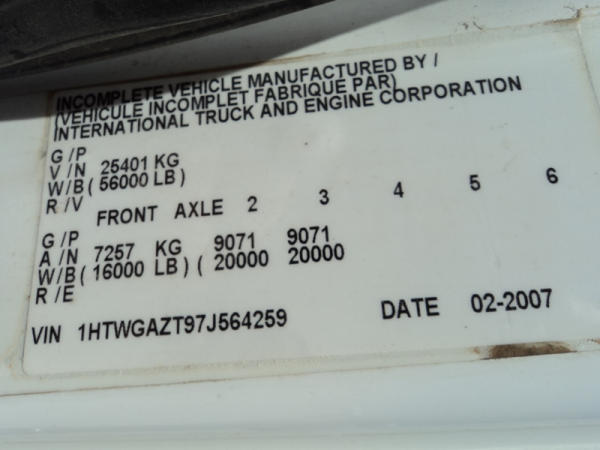 INCOMPLETE VEHICLE MANUFACTURED BY /
(VEHICULE INCOMPLET FABRIQUE PAR)
INTERNATIONAL TRUCK AND ENGINE CORPORATION
G /P
V /N 25401 KG
W/B( 56000 LB)
R /V
FRONT AXLE 2 3 4 5 6
G /P
A /N 7257 KG 9071 9071
W/B( 16000 LB) ( 20000 20000
R /E
VIN 1HTWGAZT97J564259 DATE 02-2007